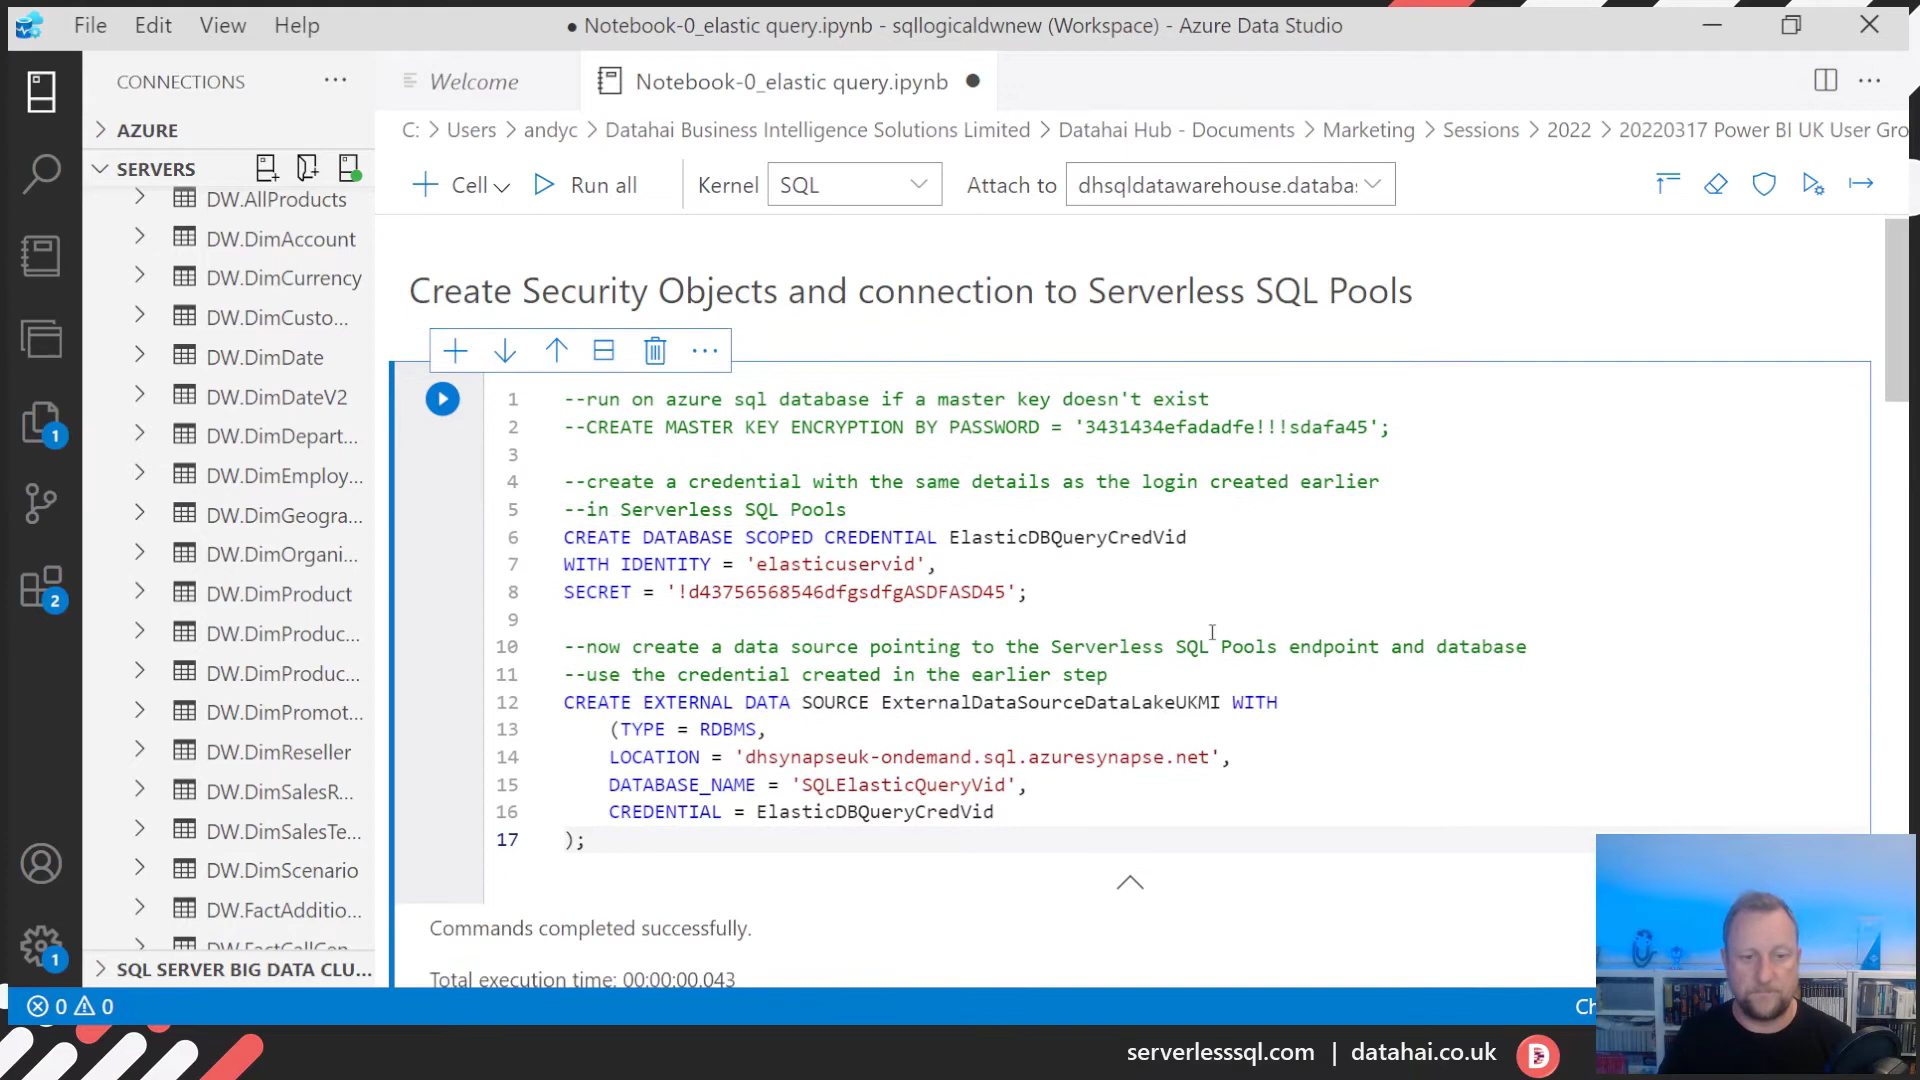 File Edit View Help
● Notebook-0_elastic query.ipynb - sqllogicaldwnew (Workspace) - Azure Data Studio
CONNECTIONS
Welcome
Notebook-0_elastic query.ipynb
AZURE
C: > Users > andyc > Datahai Business Intelligence Solutions Limited > Datahai Hub - Documents > Marketing > Sessions > 2022 > 20220317 Power BI UK User Gro
SERVERS
Cell
Run all
Kernel
SQL
Attach to
dhsqldatawarehouse.databa:
DW.AllProducts
DW.DimAccount
DW.DimCurrency
DW.DimCusto...
DW.DimDate
DW.DimDateV2
DW.DimDepart...
DW.DimEmploy...
DW.DimGeogra...
DW.DimOrgani...
DW.DimProduct
DW.DimProduc...
DW.DimProduc...
DW.DimPromot...
DW.DimReseller
DW.DimSalesR...
DW.DimSalesTe...
DW.DimScenario
DW.FactAdditio...
DW.FactCallCen
SQL SERVER BIG DATA CLU...
1
2
1
Create Security Objects and connection to Serverless SQL Pools
1 --run on azure sql database if a master key doesn't exist
2 --CREATE MASTER KEY ENCRYPTION BY PASSWORD = '3431434efadadfe!!!sdafa45';
3
4 --create a credential with the same details as the login created earlier
5 --in Serverless SQL Pools
6 CREATE DATABASE SCOPED CREDENTIAL ElasticDBQueryCredVid
7 WITH IDENTITY = 'elasticuservid',
8 SECRET = '!d43756568546dfgsdfgASDFASD45';
9
10 --now create a data source pointing to the Serverless SQL Pools endpoint and database
11 --use the credential created in the earlier step
12 CREATE EXTERNAL DATA SOURCE ExternalDataSourceDataLakeUKMI WITH
13 (TYPE = RDBMS,
14 LOCATION = 'dhsynapseuk-ondemand.sql.azuresynapse.net',
15 DATABASE_NAME = 'SQLElasticQueryVid',
16 CREDENTIAL = ElasticDBQueryCredVid
17 );
Commands completed successfully.
Total execution time: 00:00:00.043
0 0
Ch
serverlesssql.com | datahai.co.uk
D